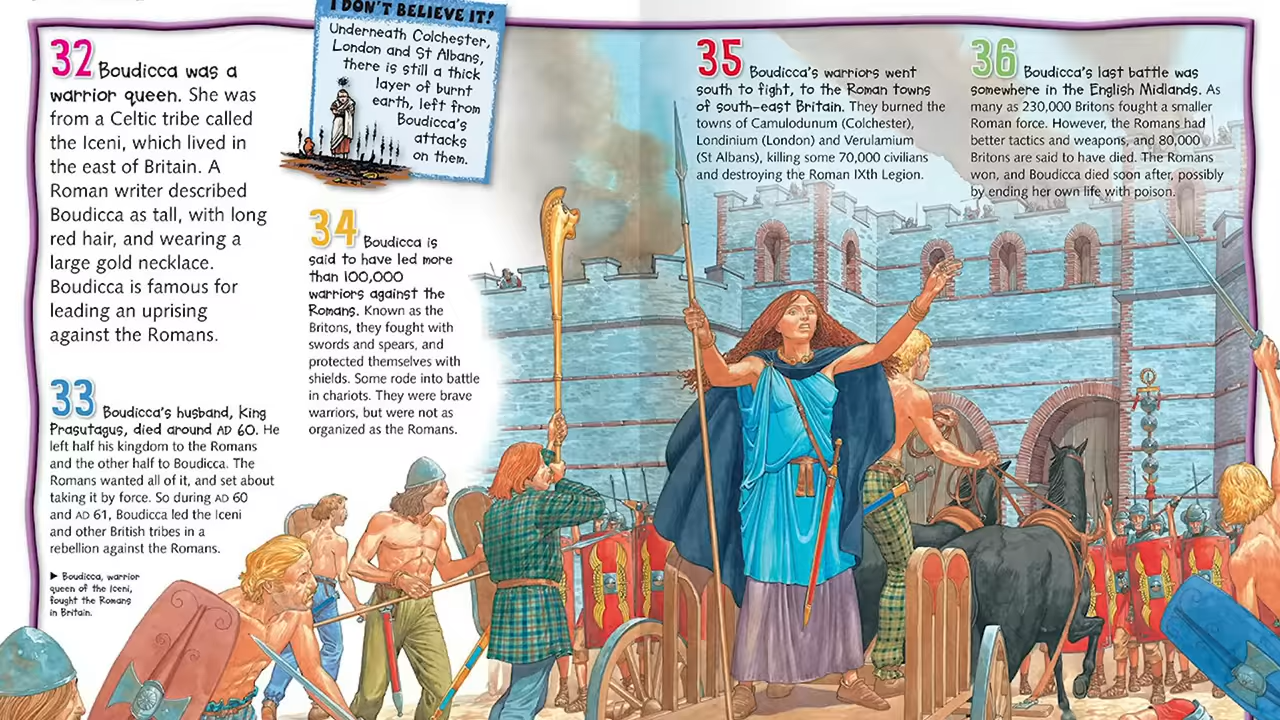 32 Boudicca was a
warrior queen. She was
from a Celtic tribe called
the Iceni, which lived in
the east of Britain. A
Roman writer described
Boudicca as tall, with long
red hair, and wearing a
large gold necklace.
Boudicca is famous for
leading an uprising
against the Romans.
33 Boudicca's husband, King
Prasutagus, died around AD 60. He
left half his kingdom to the Romans
and the other half to Boudicca. The
Romans wanted all of it, and set about
taking it by force. So during AD 60
and AD 61, Boudicca led the Iceni
and other British tribes in a
rebellion against the Romans.
▶ Boudicca, warrior
queen of the Iceni,
fought the Romans
in Britain.
I DON'T BELIEVE IT!
Underneath Colchester,
London and St Albans,
there is still a thick
layer of burnt
earth, left from
Boudicca's
attacks
on them.
34 Boudicca is
said to have led more
than 100,000
warriors against the
Romans. Known as the
Britons, they fought with
swords and spears, and
protected themselves with
shields. Some rode into battle
in chariots. They were brave
warriors, but were not as
organized as the Romans.
35 Boudicca's warriors went
south to fight, to the Roman towns
of south-east Britain. They burned the
towns of Camulodunum (Colchester),
Londinium (London) and Verulamium
(St Albans), killing some 70,000 civilians
and destroying the Roman IXth Legion.
36 Boudicca's last battle was
somewhere in the English Midlands. As
many as 230,000 Britons fought a smaller
Roman force. However, the Romans had
better tactics and weapons, and 80,000
Britons are said to have died. The Romans
won, and Boudicca died soon after, possibly
by ending her own life with poison.